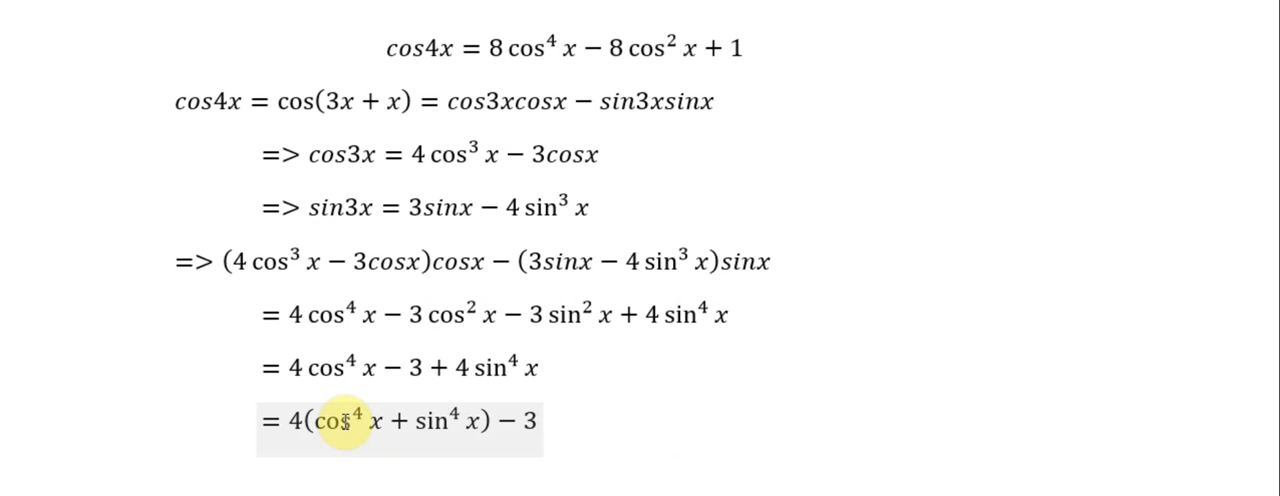 cos4x = 8 cos⁴ x − 8 cos² x + 1
cos4x = cos(3x + x) = cos3xcosx − sin3xsinx
=> cos3x = 4 cos³ x − 3cosx
=> sin3x = 3sinx − 4 sin³ x
=> (4 cos³ x − 3cosx)cosx − (3sinx − 4 sin³ x)sinx
= 4 cos⁴ x − 3 cos² x − 3 sin² x + 4 sin⁴ x
= 4 cos⁴ x − 3 + 4 sin⁴ x
= 4(cos⁴ x + sin⁴ x) − 3